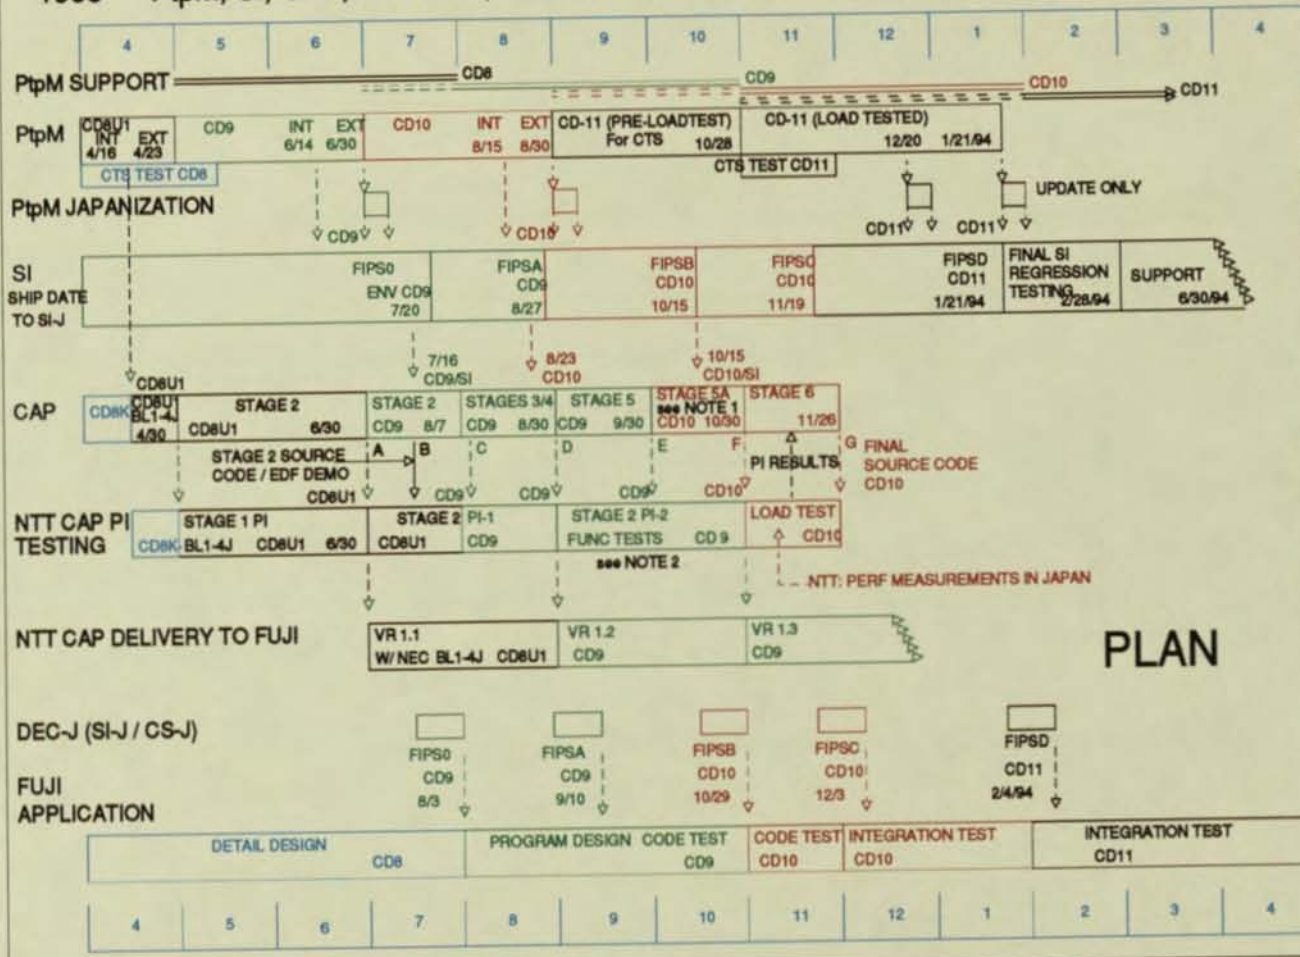 4 5 6 7 8 9 10 11 12 1 2 3 4
PtpM SUPPORT CD8 CD9 CD10 CD11
PtpM
CD8U1
INT EXT
4/16 4/23
CD9 INT EXT
6/14 6/30
CD10 INT EXT
8/15 8/30
CD-11 (PRE-LOADTEST)
For CTS 10/28
CD-11 (LOAD TESTED)
12/20 1/21/94
CTS TEST CD8
CTS TEST CD11
PtpM JAPANIZATION
UPDATE ONLY
CD9 CD10 CD11 CD11
SI
SHIP DATE
TO SI-J
FIPS0
ENV CD9
7/20
FIPSA
CD9
8/27
FIPSB
CD10
10/15
FIPSC
CD10
11/19
FIPSD
CD11
1/21/94
FINAL SI
REGRESSION
TESTING
2/28/94
SUPPORT
6/30/94
7/16
CD9/SI
8/23
CD10
10/15
CD10/SI
CD8U1
CAP
CD8K
CD8U1
BL1-4J
4/30
STAGE 2
CD8U1 6/30
STAGE 2
CD9 8/7
STAGES 3/4
CD9 8/30
STAGE 5
CD9 9/30
STAGE 5A
see NOTE 1
CD10 10/30
STAGE 6
11/26
STAGE 2 SOURCE
CODE / EDF DEMO
A B C D E F G
PI RESULTS
FINAL
SOURCE CODE
CD10
CD8U1 CD9 CD9 CD9 CD10
NTT CAP PI
TESTING
CD8K
STAGE 1 PI
BL1-4J CD8U1 6/30
STAGE 2
CD8U1
PI-1
CD9
STAGE 2 PI-2
FUNC TESTS CD 9
LOAD TEST
CD10
see NOTE 2
NTT: PERF MEASUREMENTS IN JAPAN
NTT CAP DELIVERY TO FUJI
VR 1.1
W/ NEC BL1-4J CD8U1
VR 1.2
CD9
VR 1.3
CD9
PLAN
DEC-J (SI-J / CS-J)
FIPS0
CD9
8/3
FIPSA
CD9
9/10
FIPSB
CD10
10/29
FIPSC
CD10
12/3
FIPSD
CD11
2/4/94
FUJI
APPLICATION
DETAIL DESIGN
CD8
PROGRAM DESIGN CODE TEST
CD9
CODE TEST
CD10
INTEGRATION TEST
CD10
INTEGRATION TEST
CD11
4 5 6 7 8 9 10 11 12 1 2 3 4